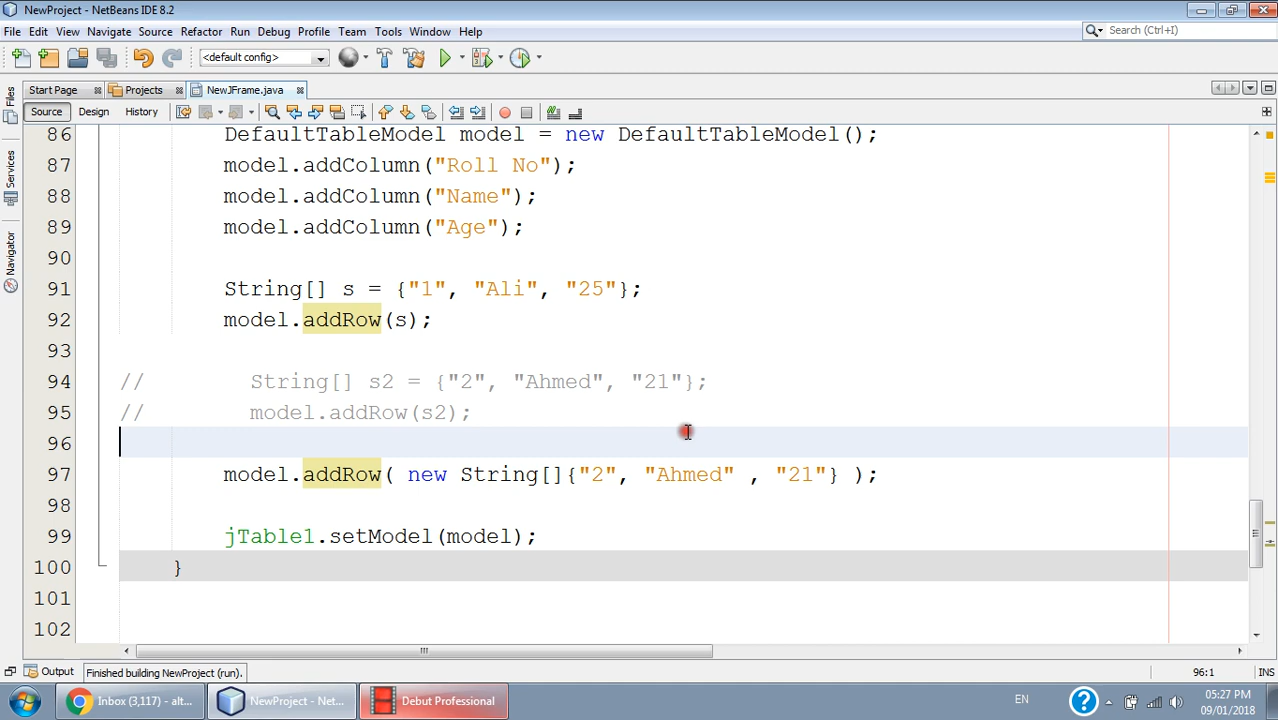 NewProject - NetBeans IDE 8.2
File Edit View Navigate Source Refactor Run Debug Profile Team Tools Window Help
Search (Ctrl+I)
<default config>
Start Page Projects NewJFrame.java
Source Design History
Files
Services
Navigator
86 DefaultTableModel model = new DefaultTableModel();
87 model.addColumn("Roll No");
88 model.addColumn("Name");
89 model.addColumn("Age");
90
91 String[] s = {"1", "Ali", "25"};
92 model.addRow(s);
93
94 // String[] s2 = {"2", "Ahmed", "21"};
95 // model.addRow(s2);
96
97 model.addRow( new String[]{"2", "Ahmed" , "21"} );
98
99 jTable1.setModel(model);
100 }
101
102
Output Finished building NewProject (run). 96:1 INS
Inbox (3,117) - alt... NewProject - Net... Debut Professional EN 05:27 PM
09/01/2018